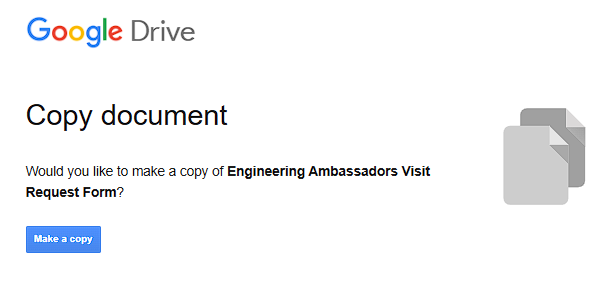 Google Drive
Copy document
Would you like to make a copy of Engineering Ambassadors Visit
Request Form?
Make a copy